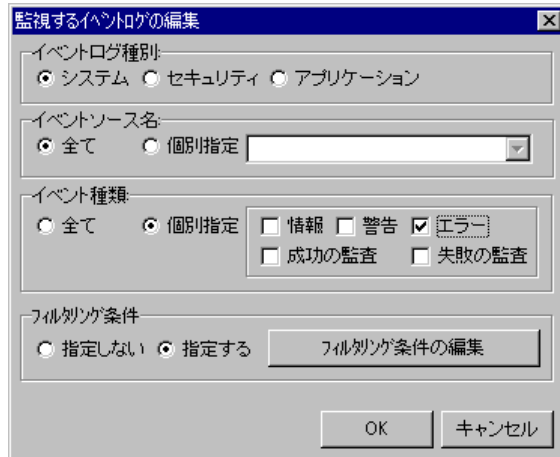 監視するイベントログの編集
イベントログ種別
システム セキュリティ アプリケーション
イベントソース名
全て 個別指定
イベント種類
全て 個別指定 情報 警告 エラー
成功の監査 失敗の監査
フィルタリング条件
指定しない 指定する フィルタリング条件の編集
OK キャンセル